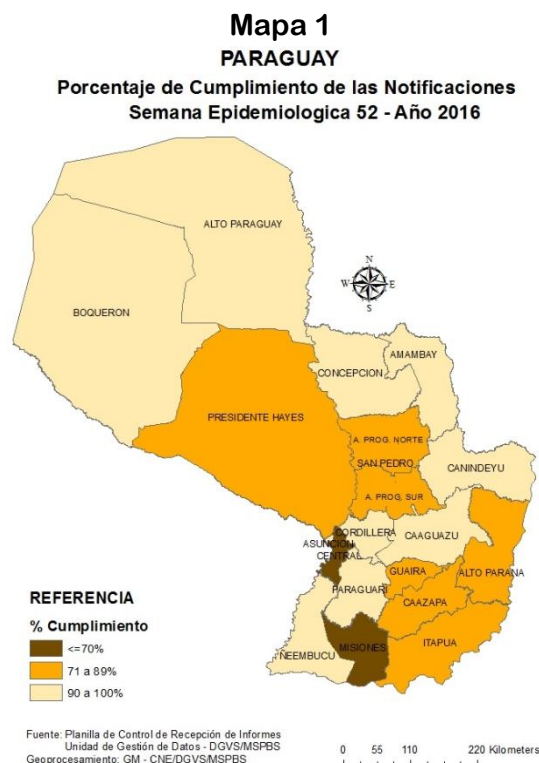 Mapa 1
PARAGUAY
Porcentaje de Cumplimiento de las Notificaciones
Semana Epidemiologica 52 - Año 2016
ALTO PARAGUAY
N
W E
S
BOQUERON
AMAMBAY
CONCEPCION
PRESIDENTE HAYES
A. PROG. NORTE
SAN PEDRO
CANINDEYU
A. PROG. SUR
CORDILLERA
CAAGUAZU
ASUNCION
CENTRAL
GUAIRA
ALTO PARANA
PARAGUARI
CAAZAPA
MISIONES
ITAPUA
ÑEEMBUCU
REFERENCIA
% Cumplimiento
<=70%
71 a 89%
90 a 100%
Fuente: Planilla de Control de Recepción de Informes
Unidad de Gestión de Datos - DGVS/MSPBS
Geoprocesamiento: GM - CNE/DGVS/MSPBS
0 55 110 220 Kilometers